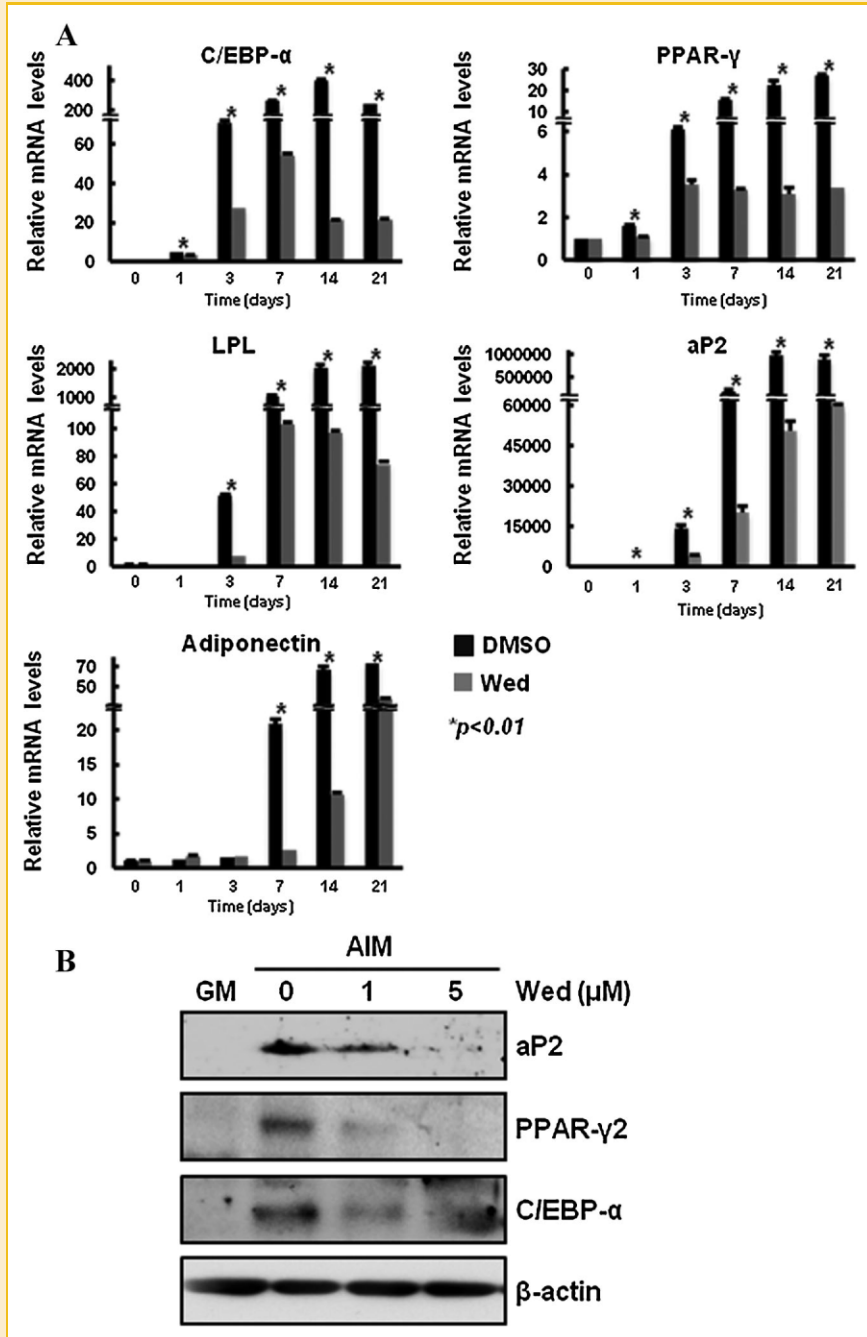 A
C/EBP-α
Relative mRNA levels
400
200
60
40
20
0
0 1 3 7 14 21
Time (days)
* * * * *
PPAR-γ
Relative mRNA levels
30
20
10
6
4
2
0
0 1 3 7 14 21
Time (days)
* * * * *
LPL
Relative mRNA levels
2000
1000
100
80
60
40
20
0
0 1 3 7 14 21
Time (days)
* * * *
aP2
Relative mRNA levels
1000000
500000
60000
45000
30000
15000
0
0 1 3 7 14 21
Time (days)
* * * * *
Adiponectin
Relative mRNA levels
70
50
20
15
10
5
0
0 1 3 7 14 21
Time (days)
* * *
DMSO
Wed
*p<0.01
B
AIM
GM 0 1 5 Wed (µM)
aP2
PPAR-γ2
C/EBP-α
β-actin